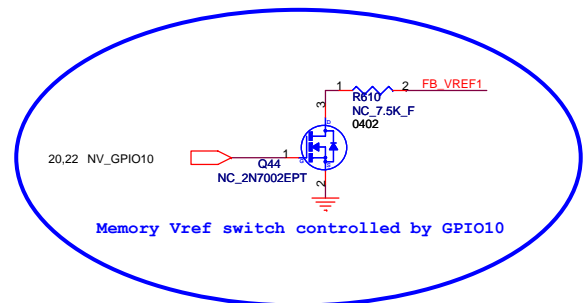 1 2 FB_VREF1
R610
NC_7.5K_F
0402
3
20,22 NV_GPIO10
1
Q44
NC_2N7002EPT
2
Memory Vref switch controlled by GPIO10